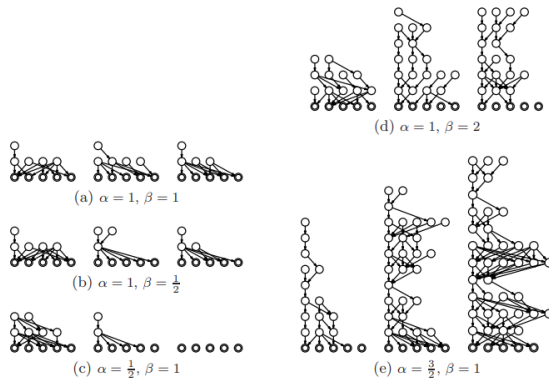 (a) α = 1, β = 1
(b) α = 1, β = 1/2
(c) α = 1/2, β = 1
(d) α = 1, β = 2
(e) α = 3/2, β = 1